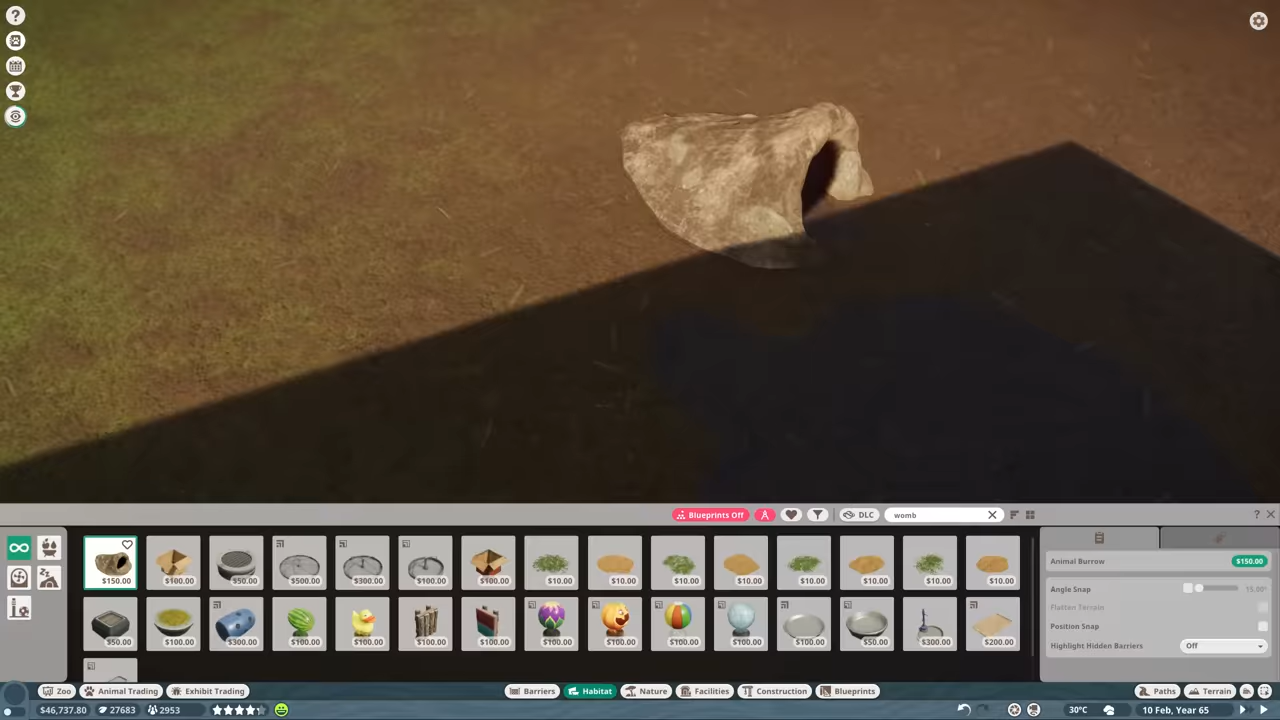 ?
Blueprints Off
DLC
womb
?
$150.00
$100.00
$50.00
$500.00
$300.00
$100.00
$100.00
$10.00
$10.00
$10.00
$10.00
$10.00
$10.00
$10.00
$10.00
Animal Burrow
$150.00
Angle Snap
15.00°
Flatten Terrain
Position Snap
Highlight Hidden Barriers
Off
$50.00
$100.00
$300.00
$100.00
$100.00
$100.00
$100.00
$100.00
$100.00
$100.00
$100.00
$100.00
$50.00
$300.00
$200.00
Zoo
Animal Trading
Exhibit Trading
Barriers
Habitat
Nature
Facilities
Construction
Blueprints
Paths
Terrain
$46,737.80
27683
2953
30°C
10 Feb, Year 65